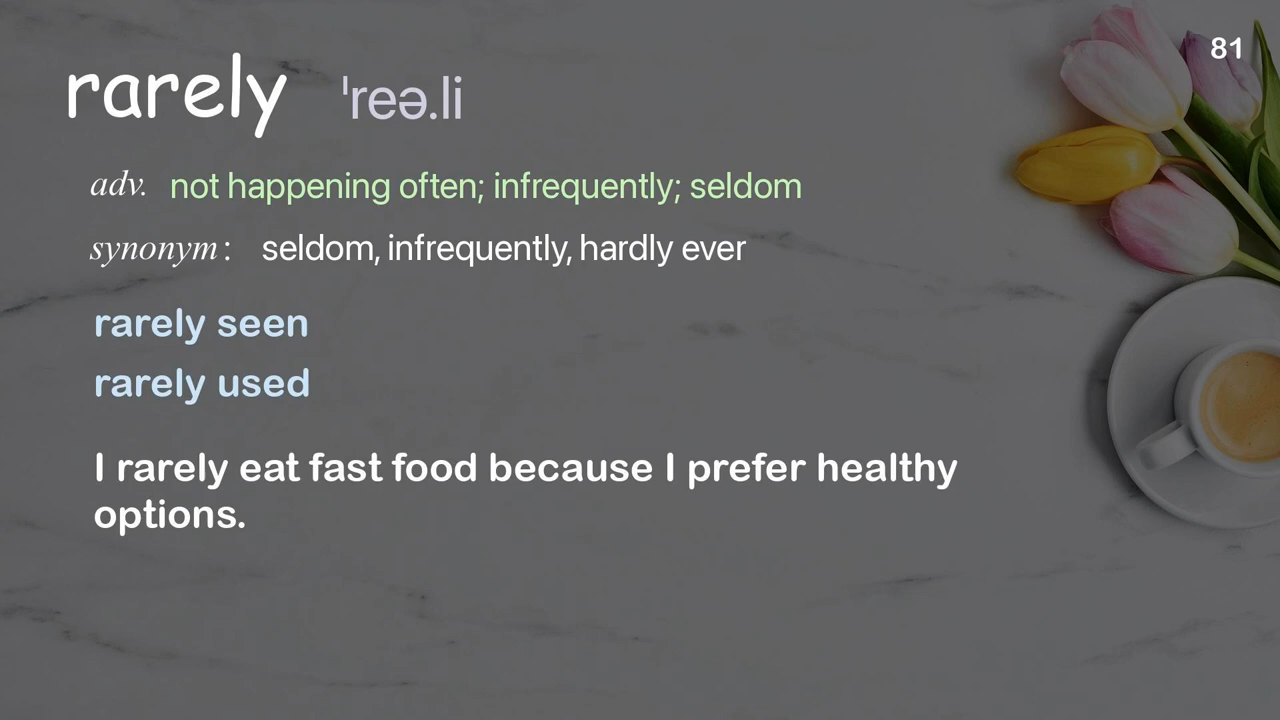 81
rarely ˈreə.li
adv. not happening often; infrequently; seldom
synonym : seldom, infrequently, hardly ever
rarely seen
rarely used
I rarely eat fast food because I prefer healthy
options.